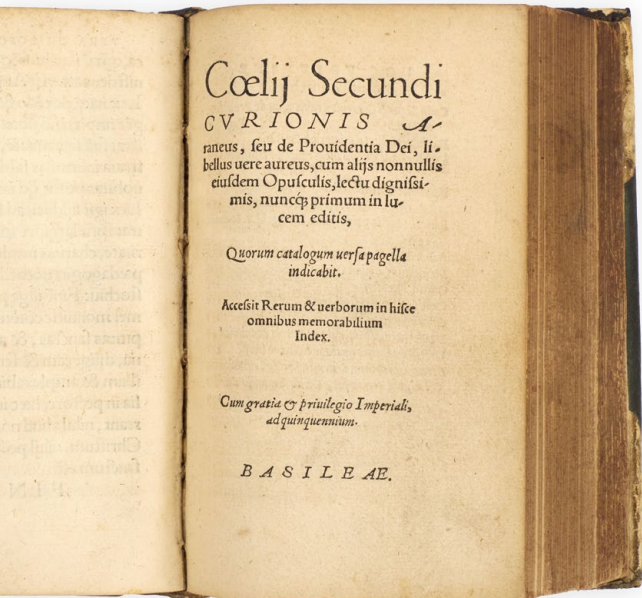 Cœlij Secundi
CVRIONIS A-
raneus, ſeu de Prouidentia Dei, li-
bellus uere aureus, cum alijs nonnullis
eiuſdem Opuſculis, lectu digniſsi-
mis, nuncq́; primum in lu-
cem editis,
Quorum catalogum uerſa pagella
indicabit.
Acceſsit Rerum & uerborum in hiſce
omnibus memorabilium
Index.
Cum gratia & priuilegio Imperiali,
ad quinquennium.
BASILEAE.